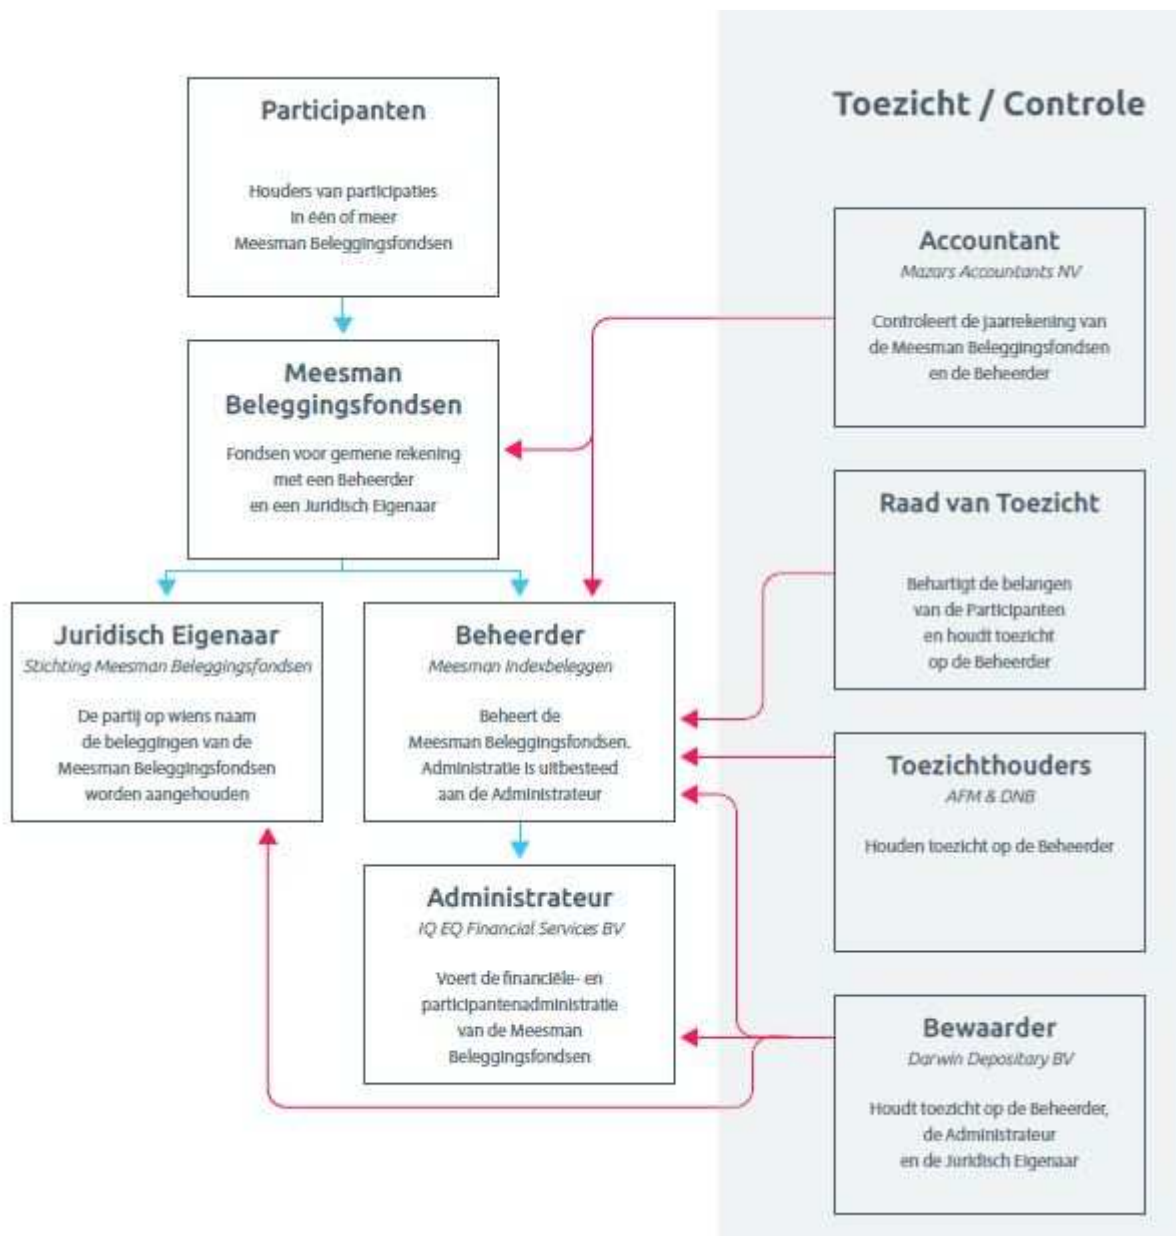 Participanten
Houders van participaties
in één of meer
Meesman Beleggingsfondsen
Meesman
Beleggingsfondsen
Fondsen voor gemene rekening
met een Beheerder
en een Juridisch Eigenaar
Juridisch Eigenaar
Stichting Meesman Beleggingsfondsen
De partij op wiens naam
de beleggingen van de
Meesman Beleggingsfondsen
worden aangehouden
Beheerder
Meesman Indexbeleggen
Beheert de
Meesman Beleggingsfondsen.
Administratie is uitbesteed
aan de Administrateur
Administrateur
IQ EQ Financial Services BV
Voert de financiële- en
participantenadministratie
van de Meesman
Beleggingsfondsen
Toezicht / Controle
Accountant
Mazars Accountants NV
Controleert de jaarrekening van
de Meesman Beleggingsfondsen
en de Beheerder
Raad van Toezicht
Behartigt de belangen
van de Participanten
en houdt toezicht
op de Beheerder
Toezichthouders
AFM & DNB
Houden toezicht op de Beheerder
Bewaarder
Darwin Depositary BV
Houdt toezicht op de Beheerder,
de Administrateur
en de Juridisch Eigenaar